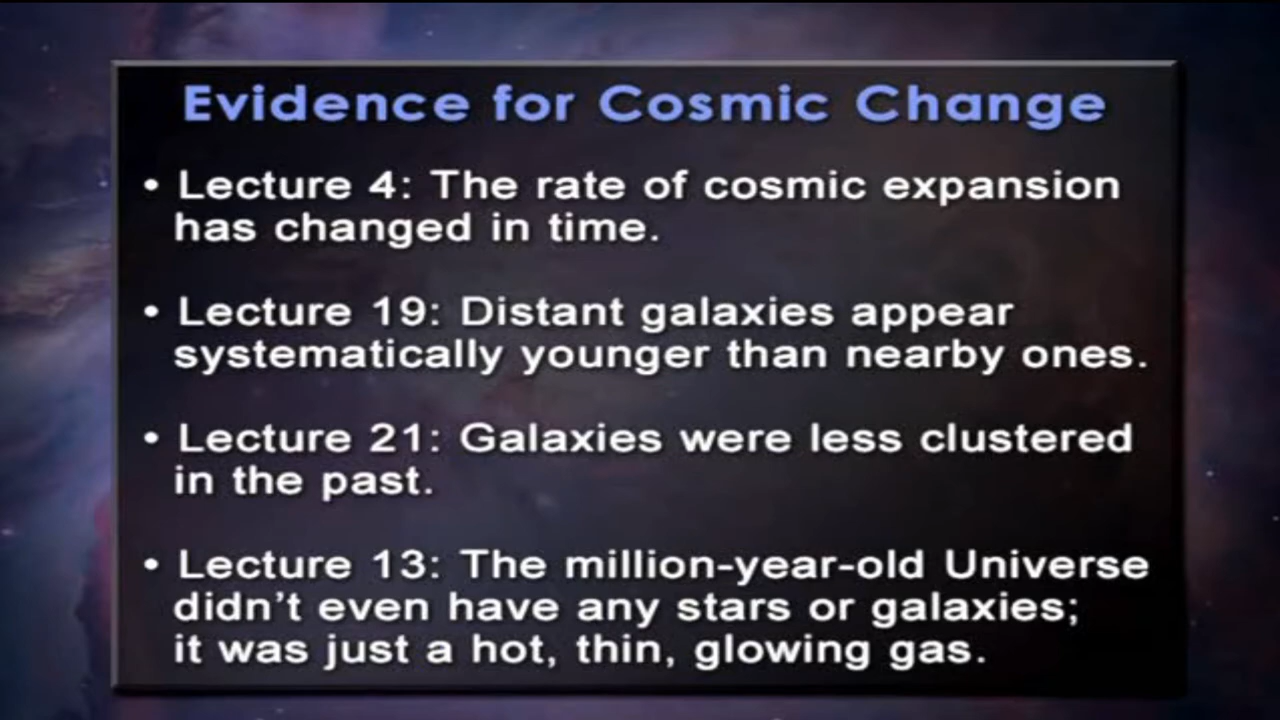 Evidence for Cosmic Change
• Lecture 4: The rate of cosmic expansion
has changed in time.
• Lecture 19: Distant galaxies appear
systematically younger than nearby ones.
• Lecture 21: Galaxies were less clustered
in the past.
• Lecture 13: The million-year-old Universe
didn't even have any stars or galaxies;
it was just a hot, thin, glowing gas.